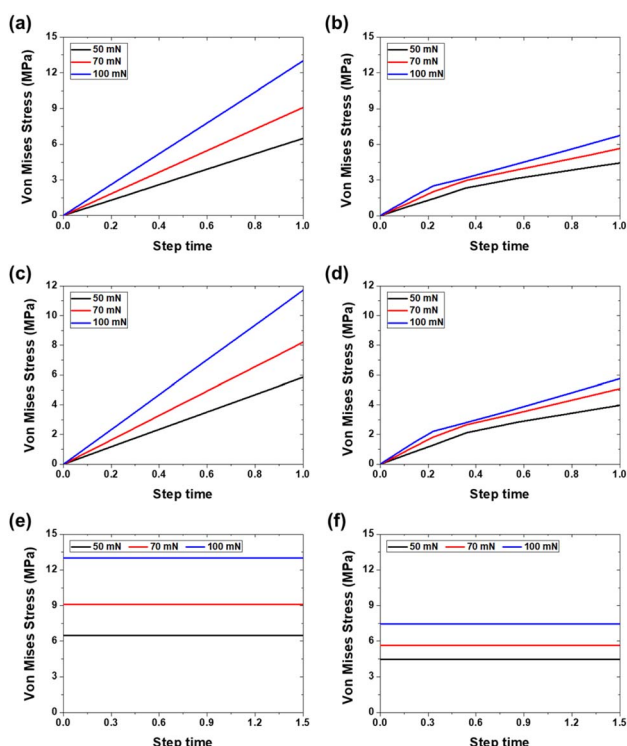 (a)
Von Mises Stress (MPa)
15
12
9
6
3
0
50 mN
70 mN
100 mN
0.0 0.2 0.4 0.6 0.8 1.0
Step time
(b)
Von Mises Stress (MPa)
15
12
9
6
3
0
50 mN
70 mN
100 mN
0.0 0.2 0.4 0.6 0.8 1.0
Step time
(c)
Von Mises Stress (MPa)
12
10
8
6
4
2
0
50 mN
70 mN
100 mN
0.0 0.2 0.4 0.6 0.8 1.0
Step time
(d)
Von Mises Stress (MPa)
12
10
8
6
4
2
0
50 mN
70 mN
100 mN
0.0 0.2 0.4 0.6 0.8 1.0
Step time
(e)
Von Mises Stress (MPa)
15
12
9
6
3
0
50 mN 70 mN 100 mN
0.0 0.3 0.6 0.9 1.2 1.5
Step time
(f)
Von Mises Stress (MPa)
15
12
9
6
3
0
50 mN 70 mN 100 mN
0.0 0.3 0.6 0.9 1.2 1.5
Step time